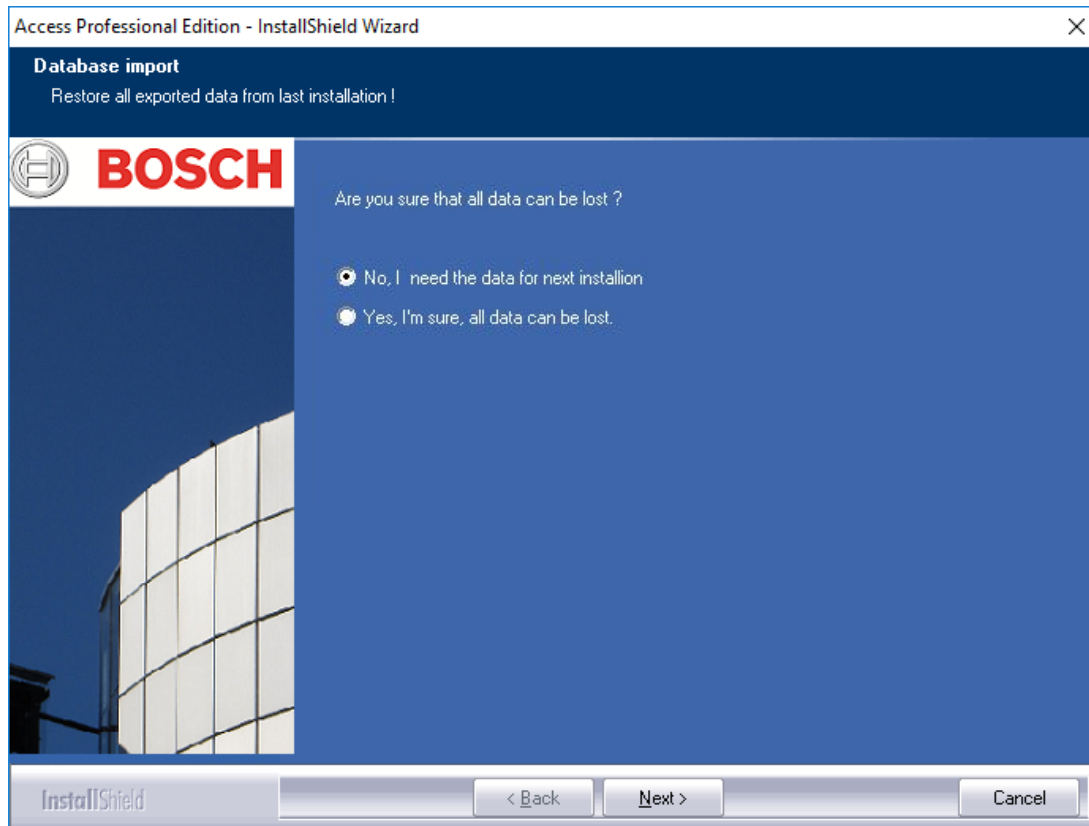 Access Professional Edition - InstallShield Wizard
Database import
Restore all exported data from last installation !
BOSCH
Are you sure that all data can be lost ?
No, I  need the data for next installion
Yes, I'm sure, all data can be lost.
InstallShield
< Back
Next >
Cancel